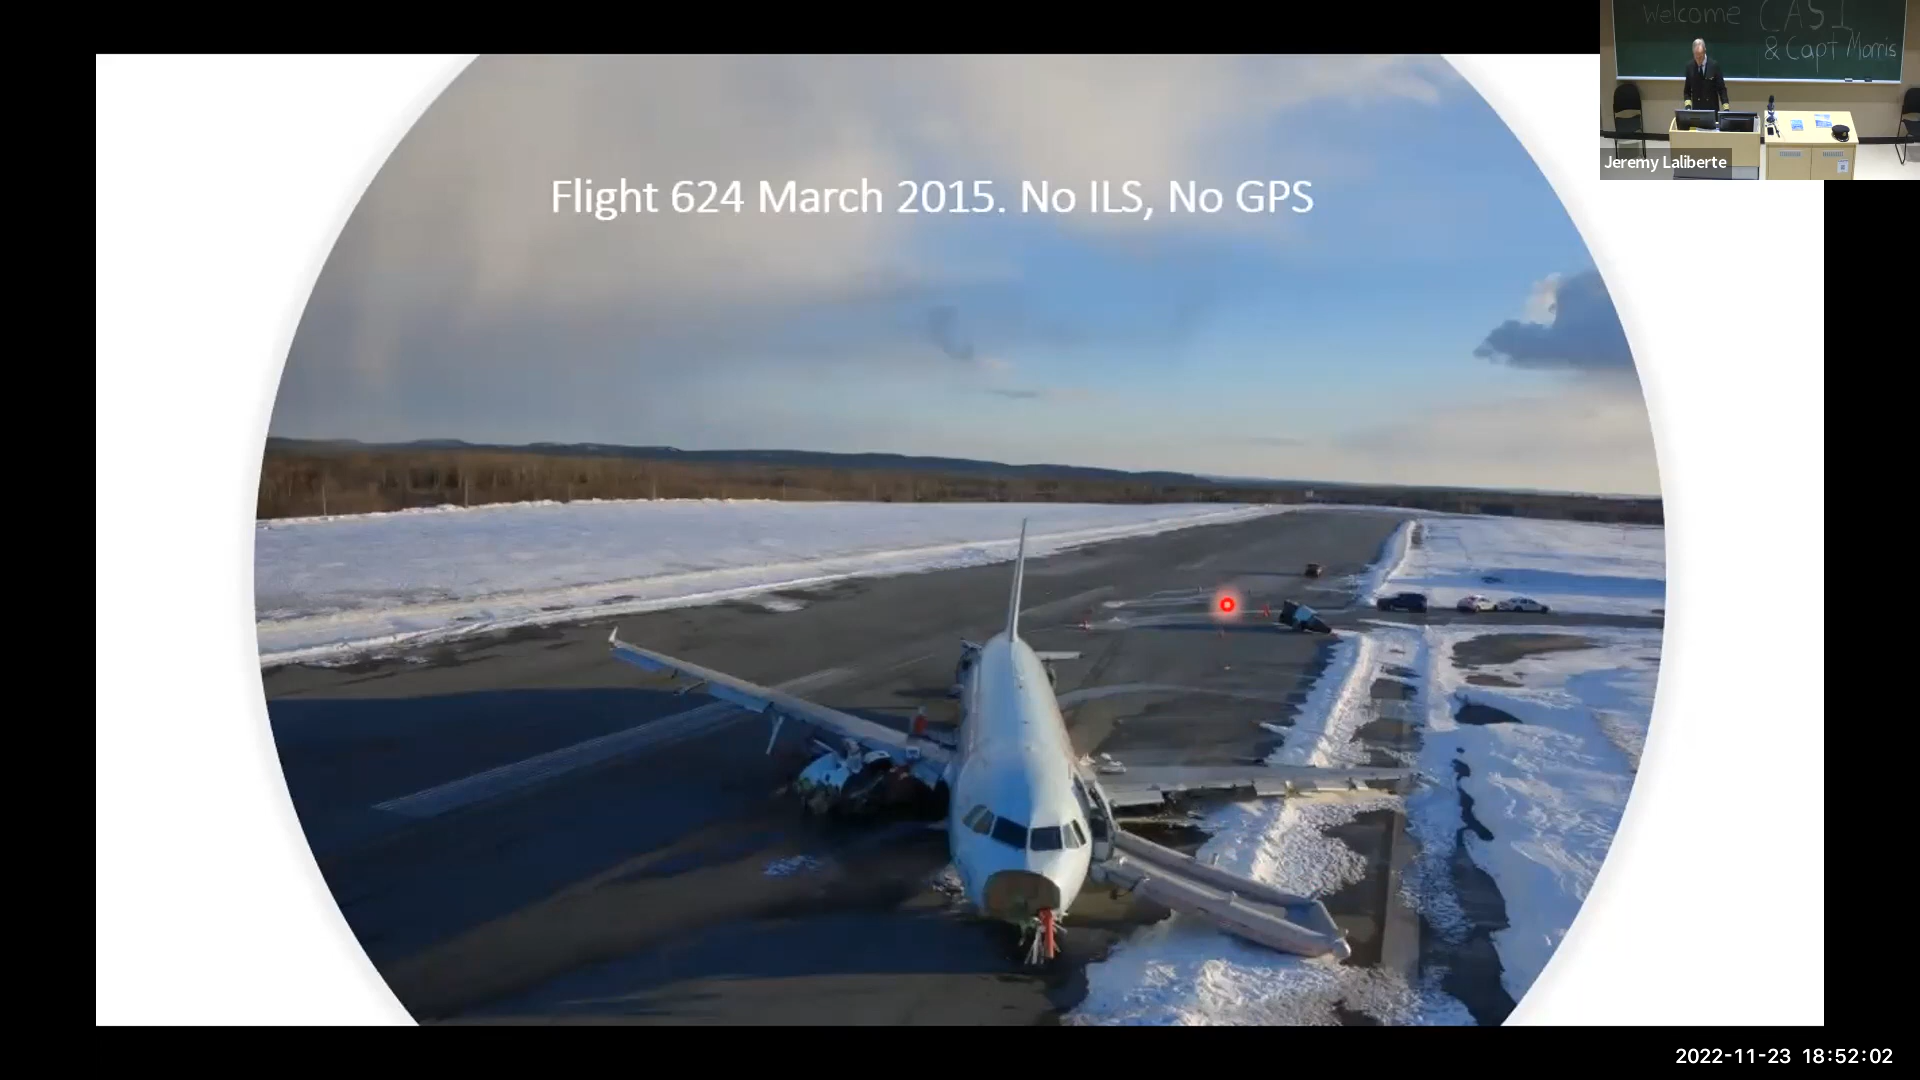 Welcome CASI
& Capt Morris
Jeremy Laliberte
Flight 624 March 2015. No ILS, No GPS
2022-11-23 18:52:02